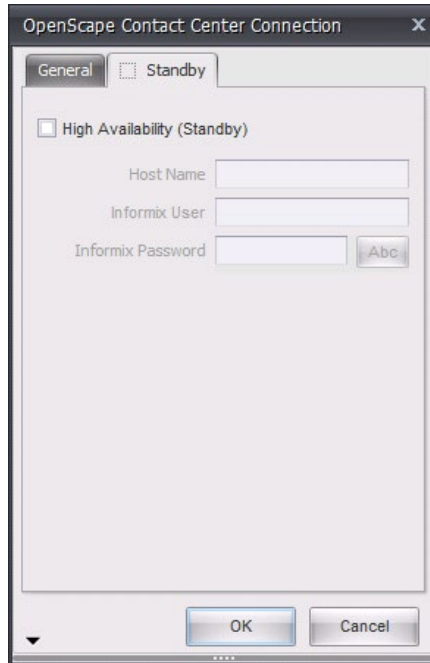 OpenScape Contact Center Connection x
General Standby
High Availability (Standby)
Host Name
Informix User
Informix Password Abc
OK Cancel